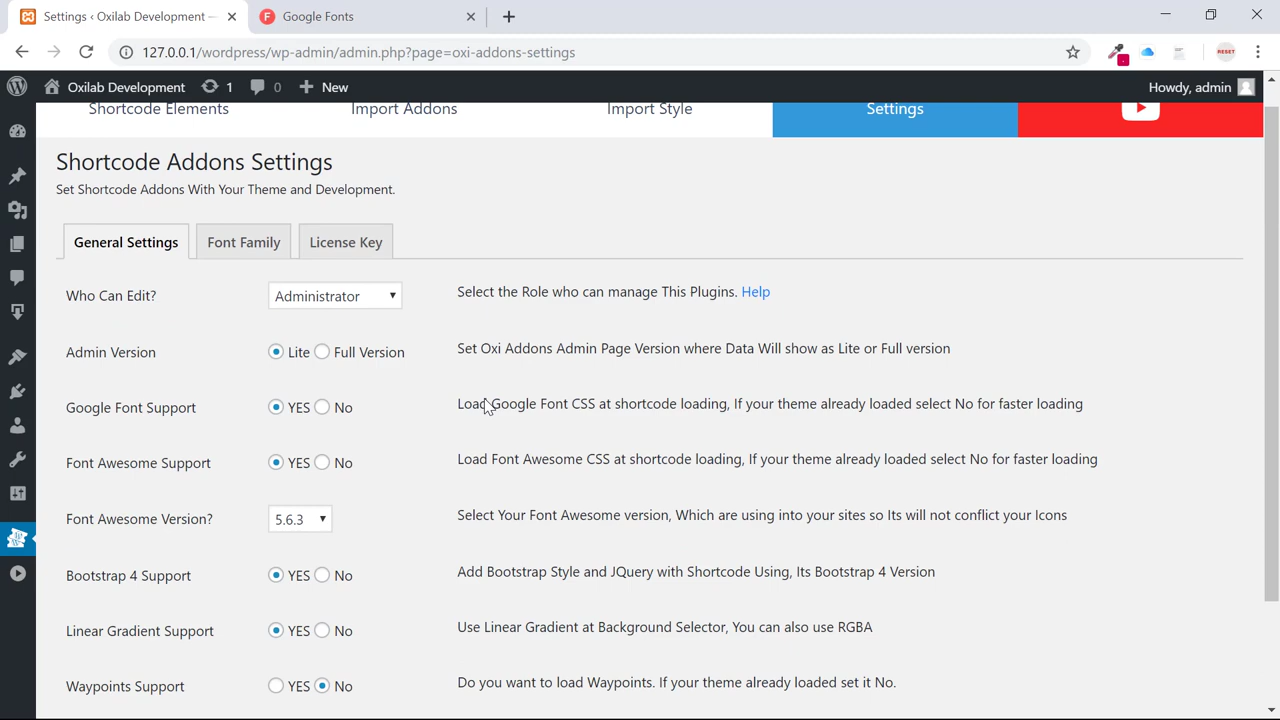 Settings ‹ Oxilab Development —
Google Fonts
127.0.0.1/wordpress/wp-admin/admin.php?page=oxi-addons-settings
RESET
Oxilab Development
1
0
New
Howdy, admin
Shortcode Elements
Import Addons
Import Style
Settings
Shortcode Addons Settings
Set Shortcode Addons With Your Theme and Development.
General Settings
Font Family
License Key
Who Can Edit?
Administrator
Select the Role who can manage This Plugins. Help
Admin Version
Lite Full Version
Set Oxi Addons Admin Page Version where Data Will show as Lite or Full version
Google Font Support
YES No
Load Google Font CSS at shortcode loading, If your theme already loaded select No for faster loading
Font Awesome Support
YES No
Load Font Awesome CSS at shortcode loading, If your theme already loaded select No for faster loading
Font Awesome Version?
5.6.3
Select Your Font Awesome version, Which are using into your sites so Its will not conflict your Icons
Bootstrap 4 Support
YES No
Add Bootstrap Style and JQuery with Shortcode Using, Its Bootstrap 4 Version
Linear Gradient Support
YES No
Use Linear Gradient at Background Selector, You can also use RGBA
Waypoints Support
YES No
Do you want to load Waypoints. If your theme already loaded set it No.